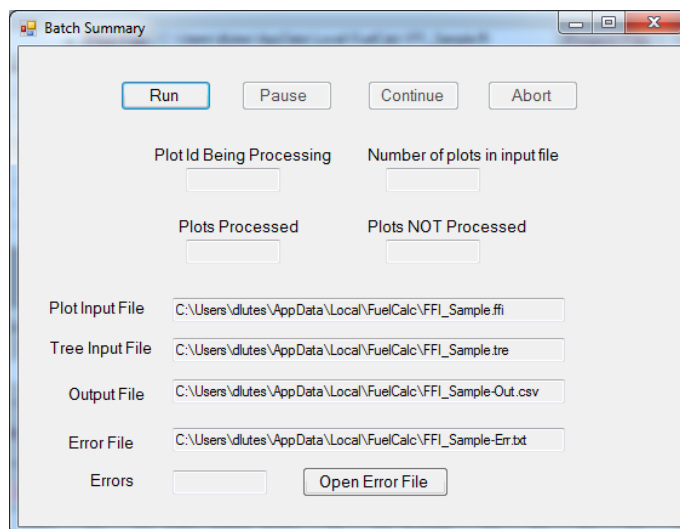 Batch Summary
Run Pause Continue Abort
Plot Id Being Processing Number of plots in input file
Plots Processed Plots NOT Processed
Plot Input File C:\Users\dlutes\AppData\Local\FuelCalc\FFI_Sample.ffi
Tree Input File C:\Users\dlutes\AppData\Local\FuelCalc\FFI_Sample.tre
Output File C:\Users\dlutes\AppData\Local\FuelCalc\FFI_Sample-Out.csv
Error File C:\Users\dlutes\AppData\Local\FuelCalc\FFI_Sample-Err.txt
Errors Open Error File